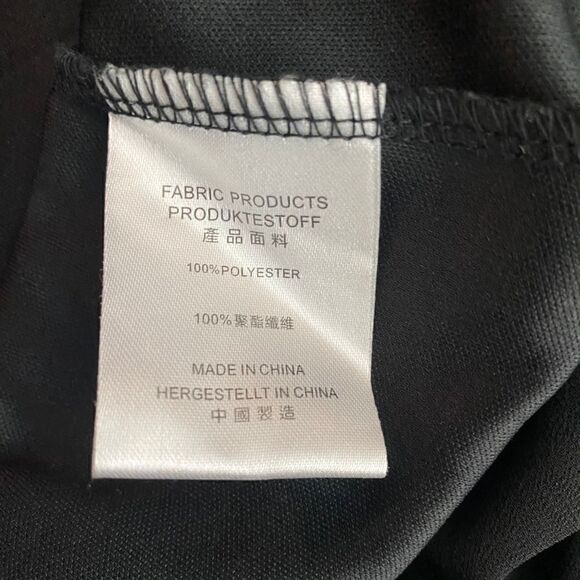 FABRIC PRODUCTS
PRODUKTESTOFF
產品面料
100%POLYESTER
100%聚酯纖維
MADE IN CHINA
HERGESTELLT IN CHINA
中國製造